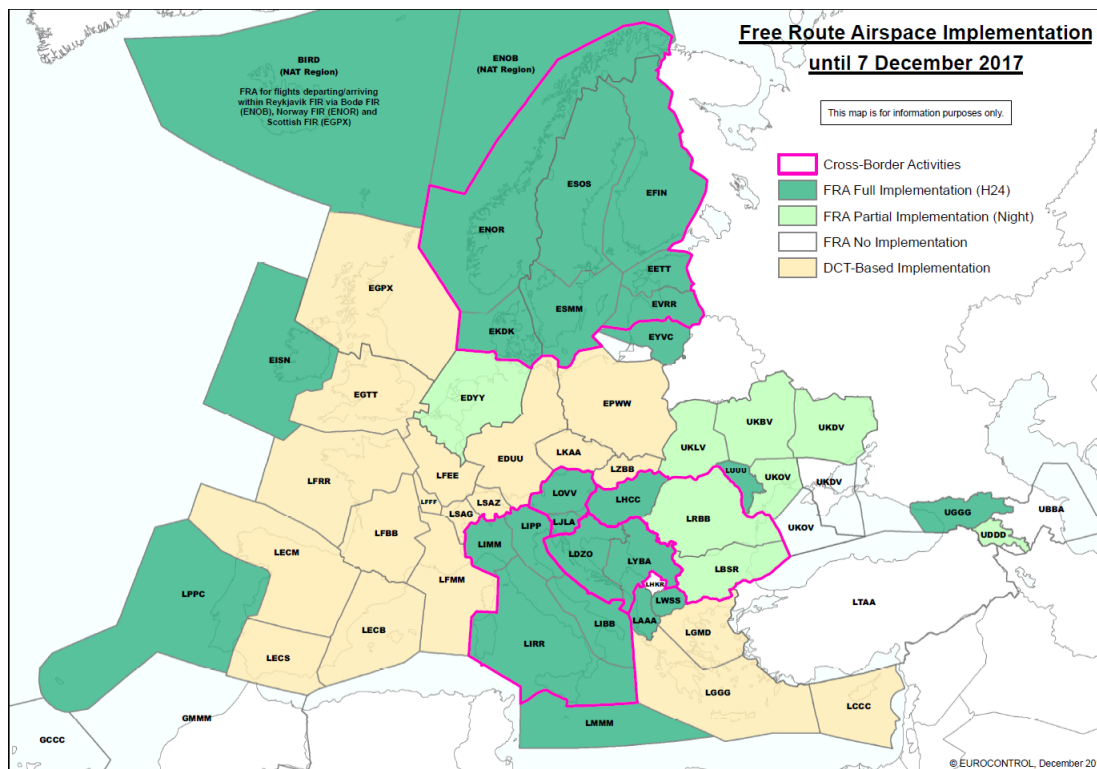 Free Route Airspace Implementation
until 7 December 2017
This map is for information purposes only.
Cross-Border Activities
FRA Full Implementation (H24)
FRA Partial Implementation (Night)
FRA No Implementation
DCT-Based Implementation
BIRD
(NAT Region)
FRA for flights departing/arriving
within Reykjavik FIR via Bodø FIR
(ENOB), Norway FIR (ENOR) and
Scottish FIR (EGPX)
ENOB
(NAT Region)
ESOS
EFIN
ENOR
EETT
EVRR
ESMM
EKDK
EYVC
EGPX
EISN
EGTT
EDYY
EPWW
UKLV
UKBV
UKDV
EDUU
LKAA
LZBB
LUUU
UKOV
UKDV
UKOV
LFRR
LFEE
LFFF
LSAZ
LSAG
LOVV
LHCC
LRBB
LFBB
LIMM
LIPP
LJLA
LDZO
LYBA
LBSR
LHKR
LWSS
LAAA
LECM
LFMM
LPPC
LECB
LECS
LIRR
LIBB
LGMD
LGGG
LTAA
LCCC
UGGG
UDDD
UBBA
LMMM
GMMM
GCCC
© EUROCONTROL, December 20